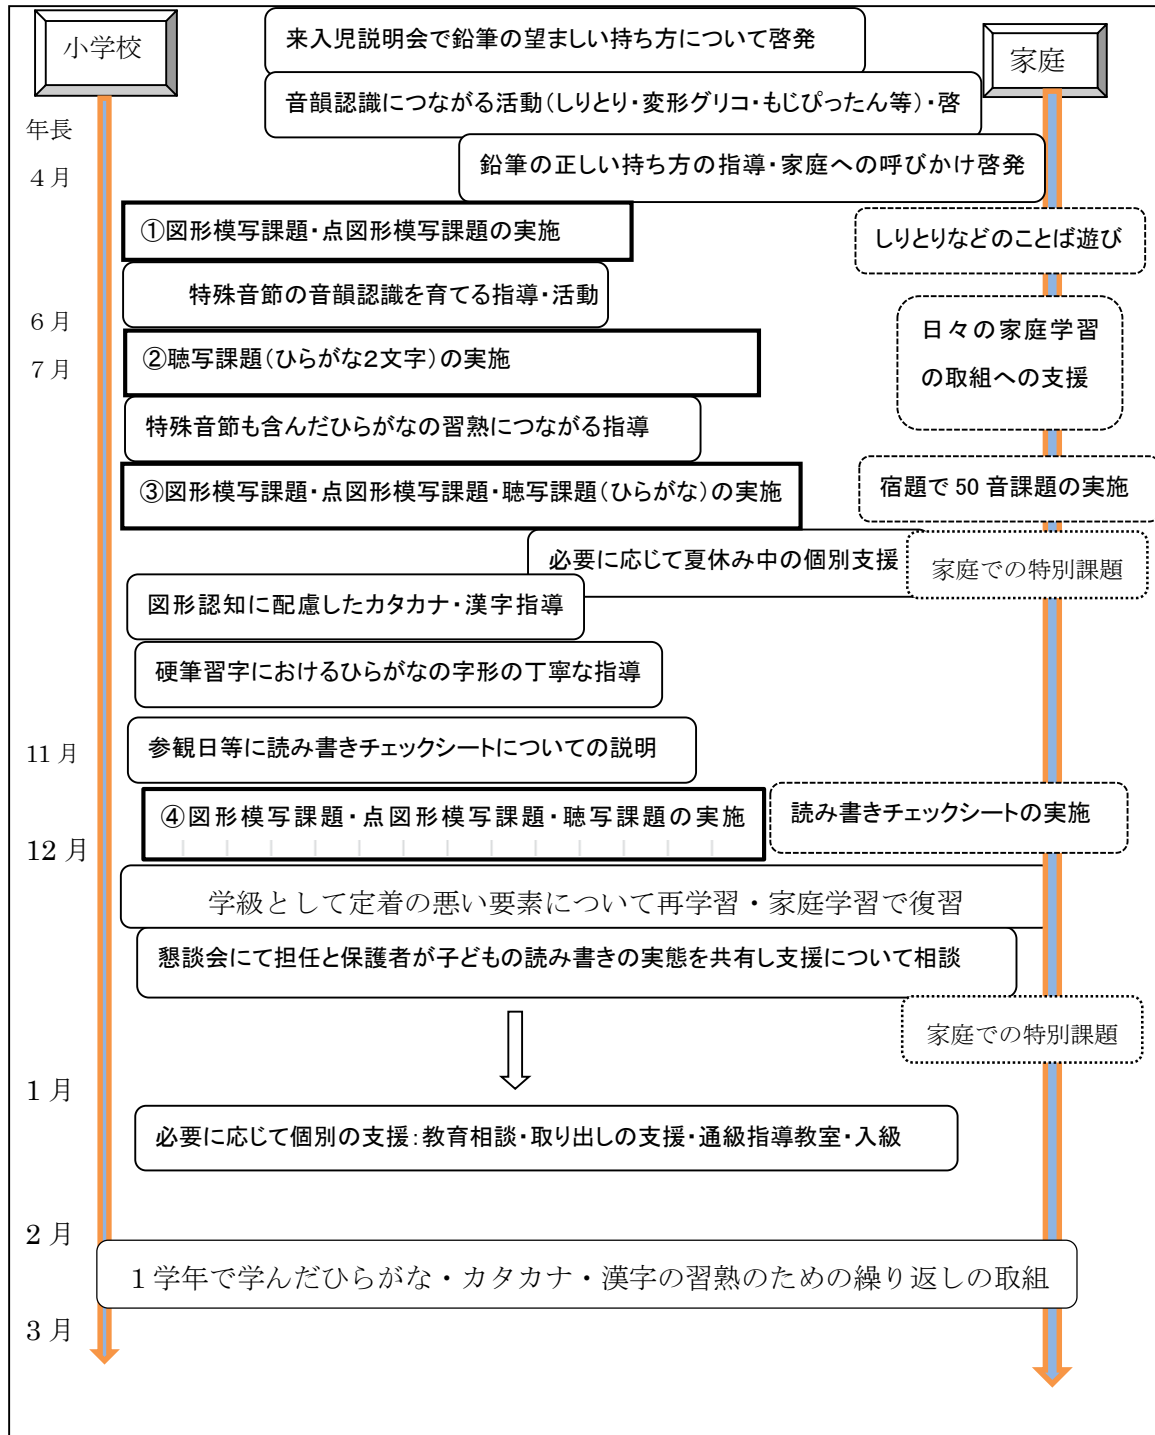 小学校
家庭
来入児説明会で鉛筆の望ましい持ち方について啓発
音韻認識につながる活動（しりとり・変形グリコ・もじぴったん等）・啓
年長
鉛筆の正しい持ち方の指導・家庭への呼びかけ啓発
４月
①図形模写課題・点図形模写課題の実施
しりとりなどのことば遊び
特殊音節の音韻認識を育てる指導・活動
６月
日々の家庭学習
の取組への支援
７月
②聴写課題（ひらがな２文字）の実施
特殊音節も含んだひらがなの習熟につながる指導
③図形模写課題・点図形模写課題・聴写課題（ひらがな）の実施
宿題で 50 音課題の実施
必要に応じて夏休み中の個別支援
家庭での特別課題
図形認知に配慮したカタカナ・漢字指導
硬筆習字におけるひらがなの字形の丁寧な指導
11 月
参観日等に読み書きチェックシートについての説明
④図形模写課題・点図形模写課題・聴写課題の実施
読み書きチェックシートの実施
12 月
学級として定着の悪い要素について再学習・家庭学習で復習
懇談会にて担任と保護者が子どもの読み書きの実態を共有し支援について相談
家庭での特別課題
1 月
必要に応じて個別の支援：教育相談・取り出しの支援・通級指導教室・入級
2 月
１学年で学んだひらがな・カタカナ・漢字の習熟のための繰り返しの取組
3 月